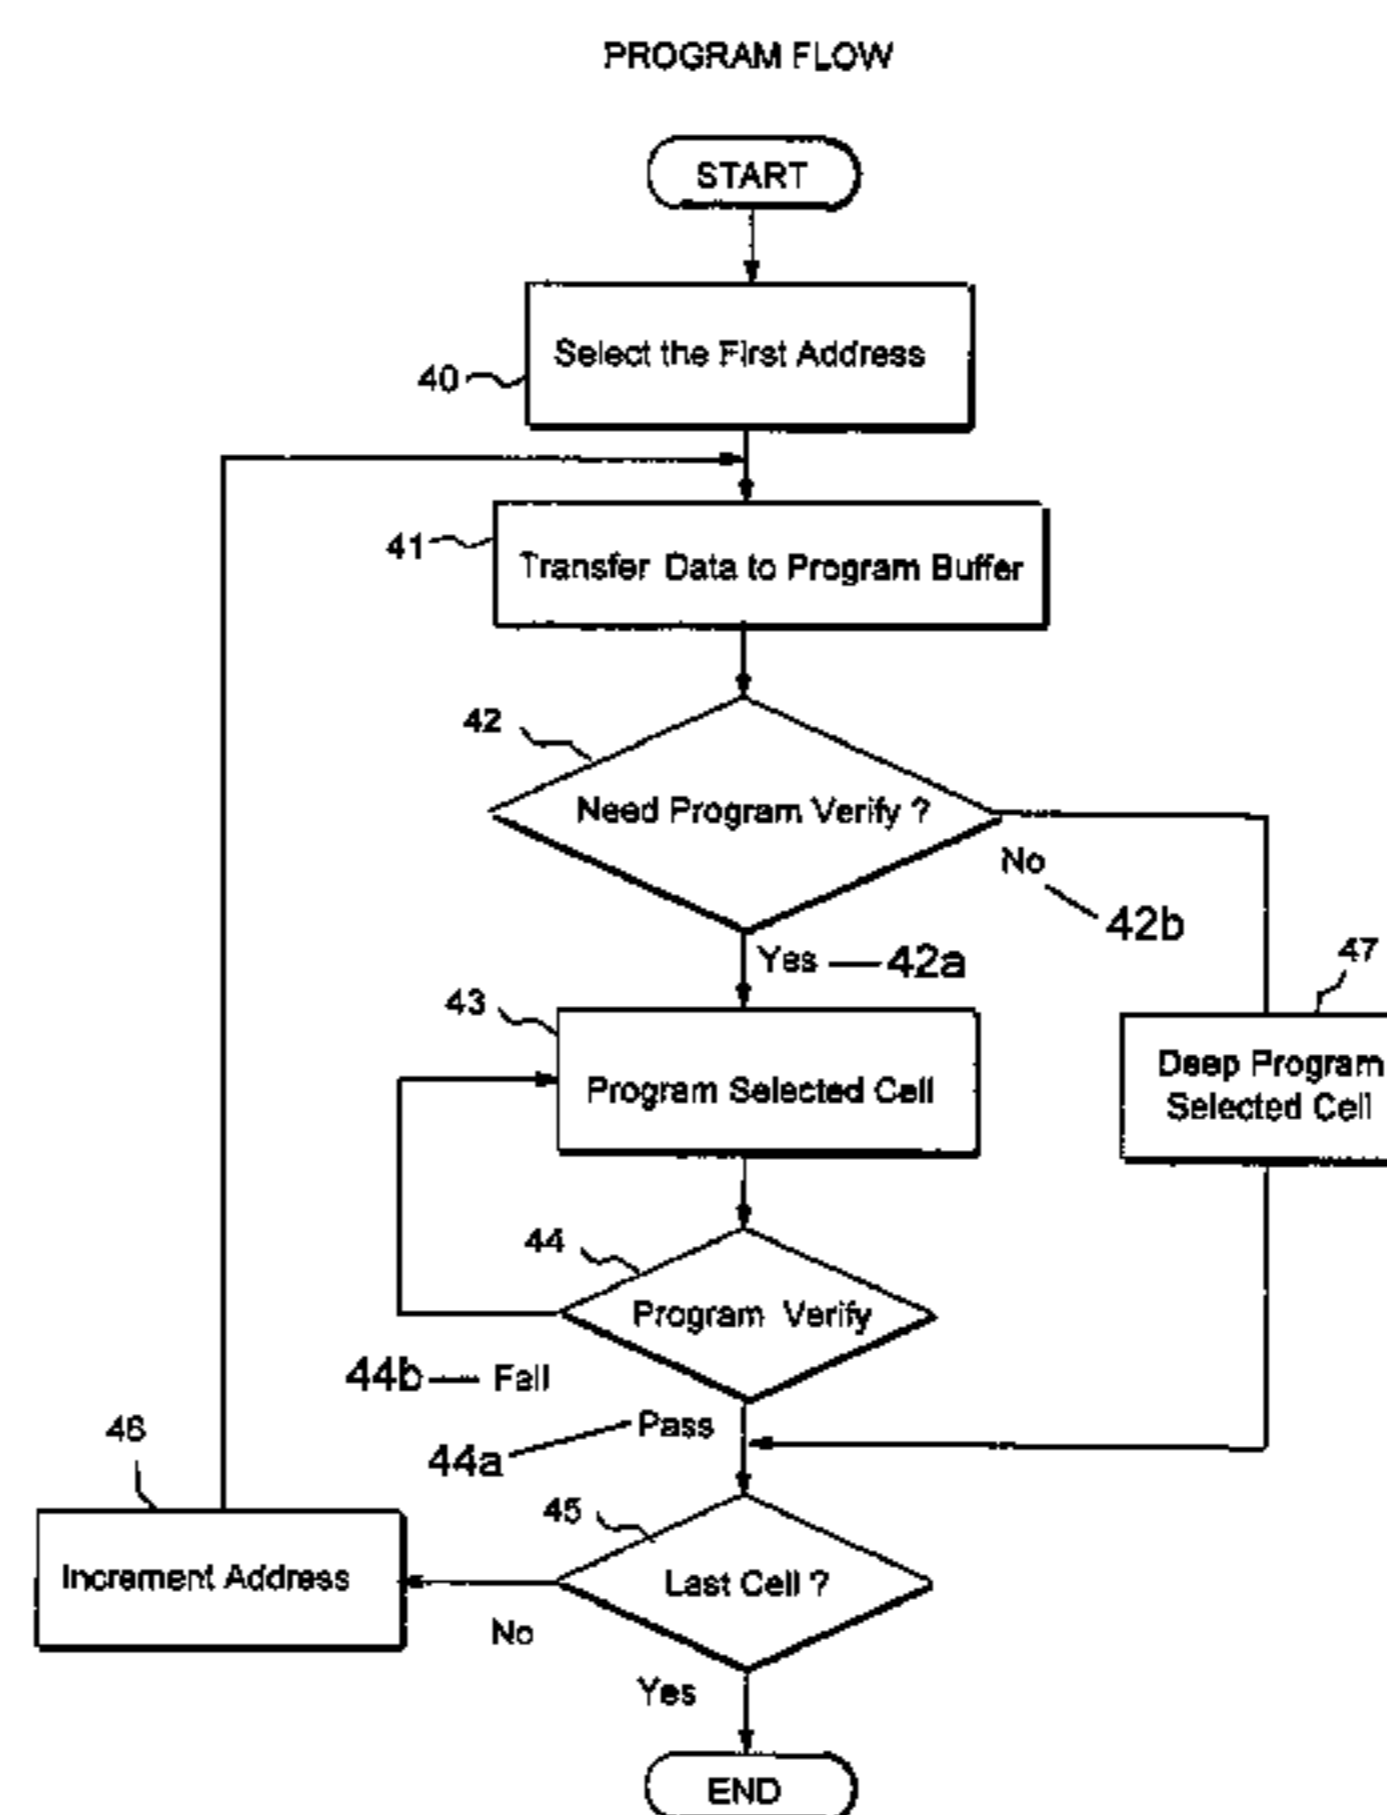 PROGRAM FLOW
START
Select the First Address
40
41
Transfer Data to Program Buffer
42
Need Program Verify ?
No
42b
Yes
42a
47
43
Program Selected Cell
Deep Program
Selected Cell
44
Program Verify
44b
Fail
Pass
44a
46
45
Increment Address
Last Cell ?
No
Yes
END